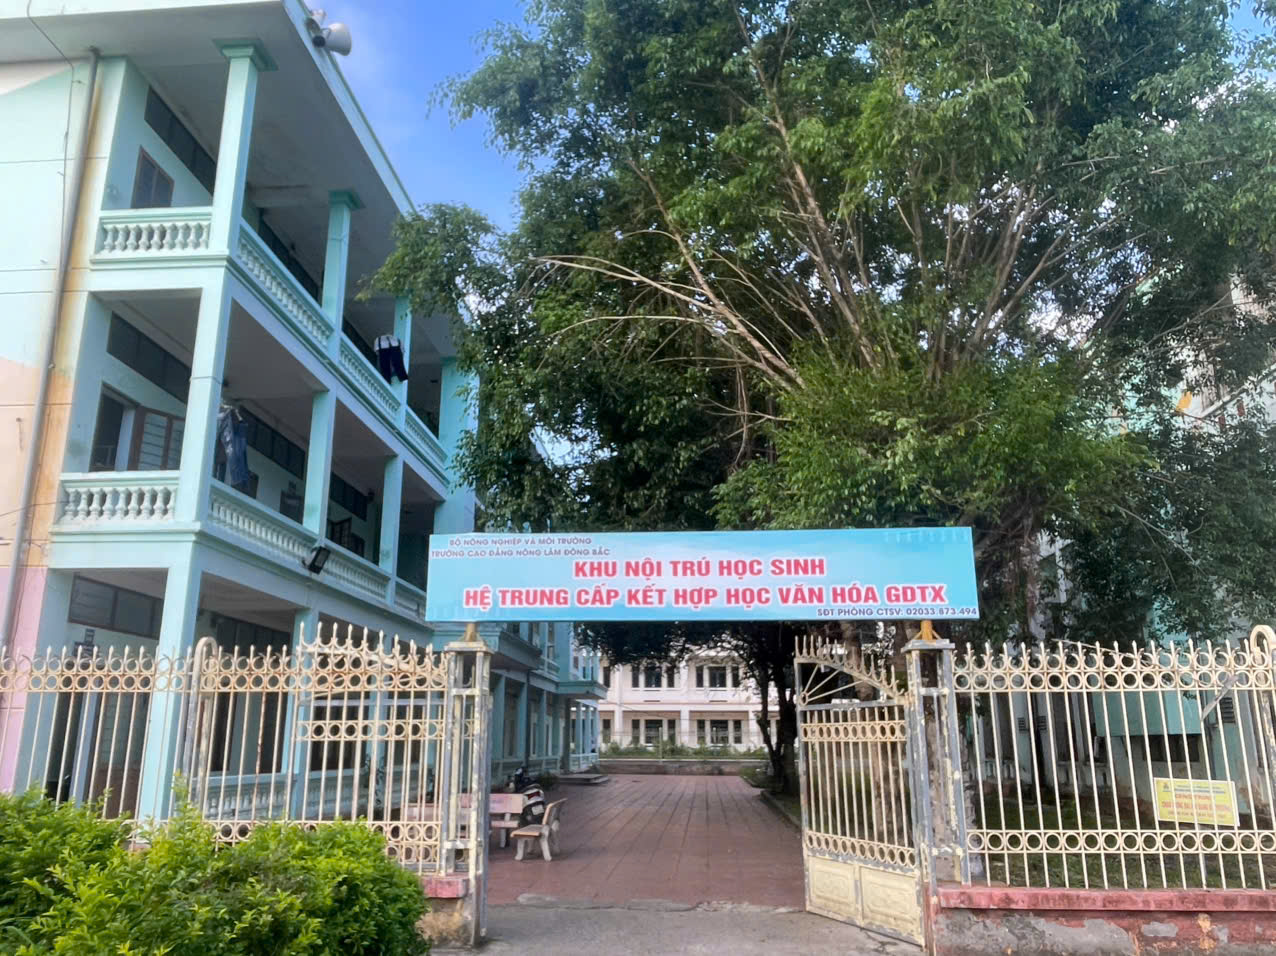 BỘ NÔNG NGHIỆP VÀ MÔI TRƯỜNG
TRƯỜNG CAO ĐẲNG NÔNG LÂM ĐÔNG BẮC
KHU NỘI TRÚ HỌC SINH
HỆ TRUNG CẤP KẾT HỢP HỌC VĂN HÓA GDTX
SĐT PHÒNG CTSV: 02033.873.494